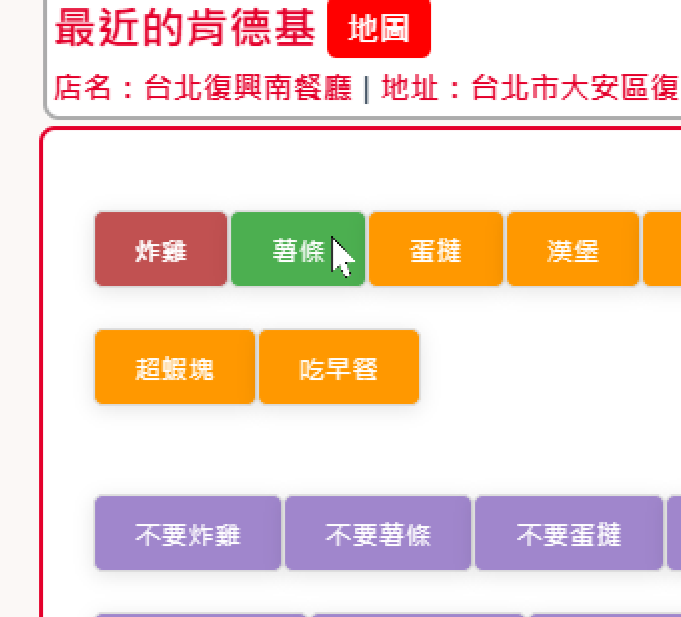 最近的肯德基 地圖
店名：台北復興南餐廳 | 地址：台北市大安區復
炸雞 薯條 蛋撻 漢堡
超蝦塊 吃早餐
不要炸雞 不要薯條 不要蛋撻